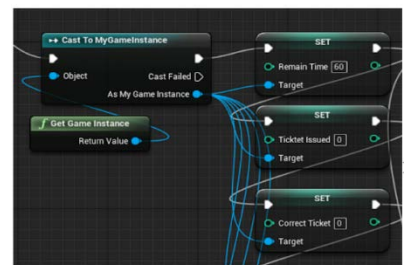 Cast To MyGameInstance
Object
Cast Failed
As My Game Instance
f Get Game Instance
Return Value
SET
Remain Time 60
Target
SET
Ticktet Issued 0
Target
SET
Correct Ticket 0
Target